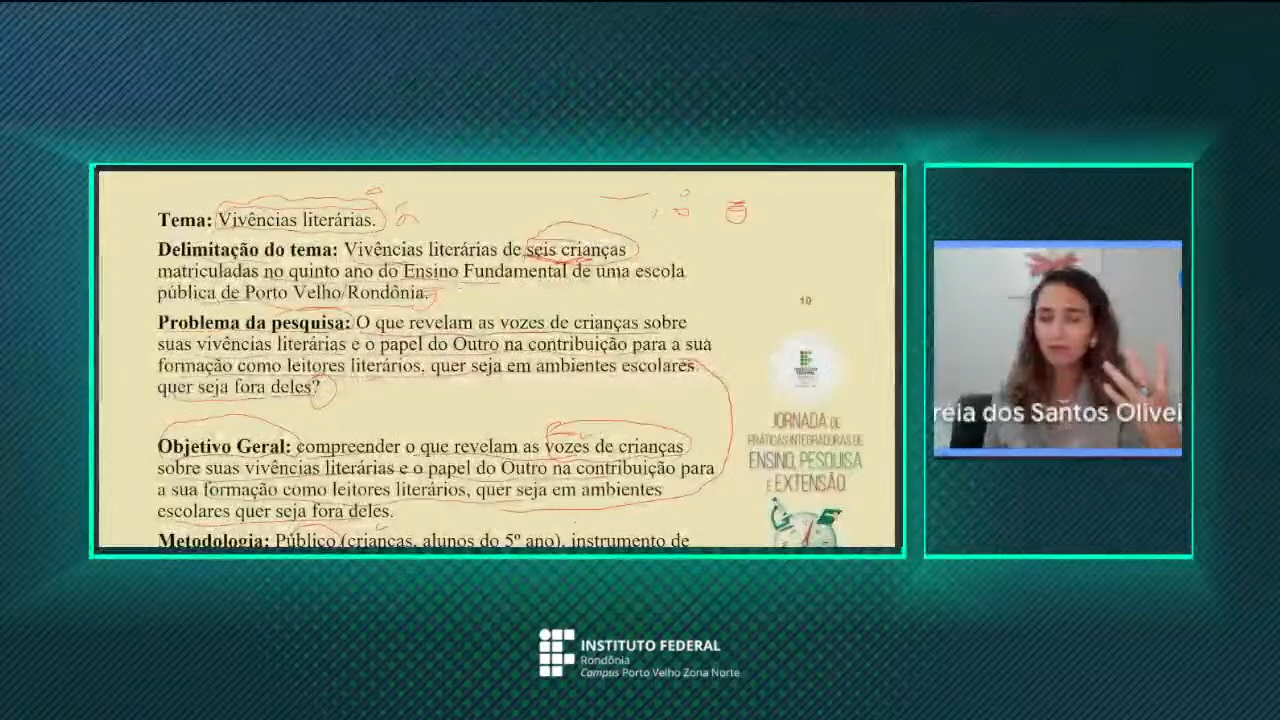 Tema: Vivências literárias.
Delimitação do tema: Vivências literárias de seis crianças
matriculadas no quinto ano do Ensino Fundamental de uma escola
pública de Porto Velho/Rondônia.
Problema da pesquisa: O que revelam as vozes de crianças sobre
suas vivências literárias e o papel do Outro na contribuição para a sua
formação como leitores literários, quer seja em ambientes escolares
quer seja fora deles?
Objetivo Geral: compreender o que revelam as vozes de crianças
sobre suas vivências literárias e o papel do Outro na contribuição para
a sua formação como leitores literários, quer seja em ambientes
escolares quer seja fora deles.
Metodologia: Público (crianças, alunos do 5º ano), instrumento de
10
JORNADA DE
PRÁTICAS INTEGRADORAS DE
ENSINO, PESQUISA
E EXTENSÃO
réia dos Santos Olivei
INSTITUTO FEDERAL
Rondônia
Campus Porto Velho Zona Norte